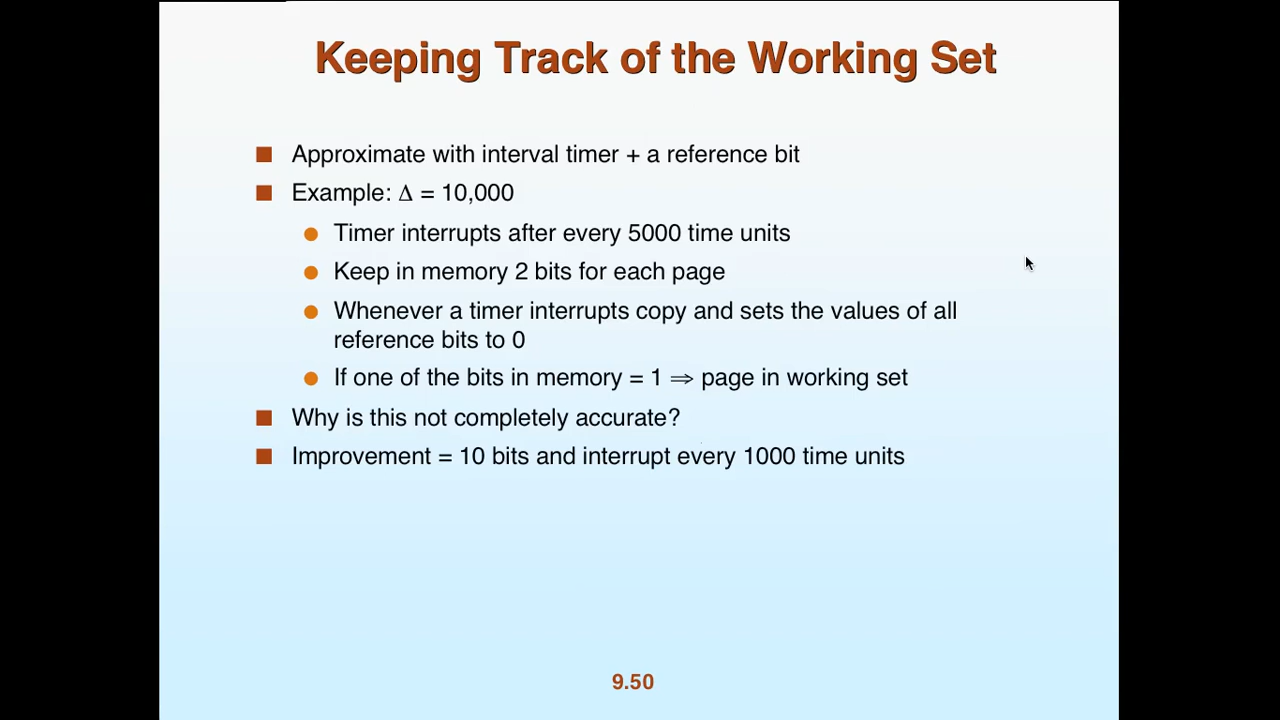 Keeping Track of the Working Set
Approximate with interval timer + a reference bit
Example: Δ = 10,000
Timer interrupts after every 5000 time units
Keep in memory 2 bits for each page
Whenever a timer interrupts copy and sets the values of all
reference bits to 0
If one of the bits in memory = 1 ⇒ page in working set
Why is this not completely accurate?
Improvement = 10 bits and interrupt every 1000 time units
9.50